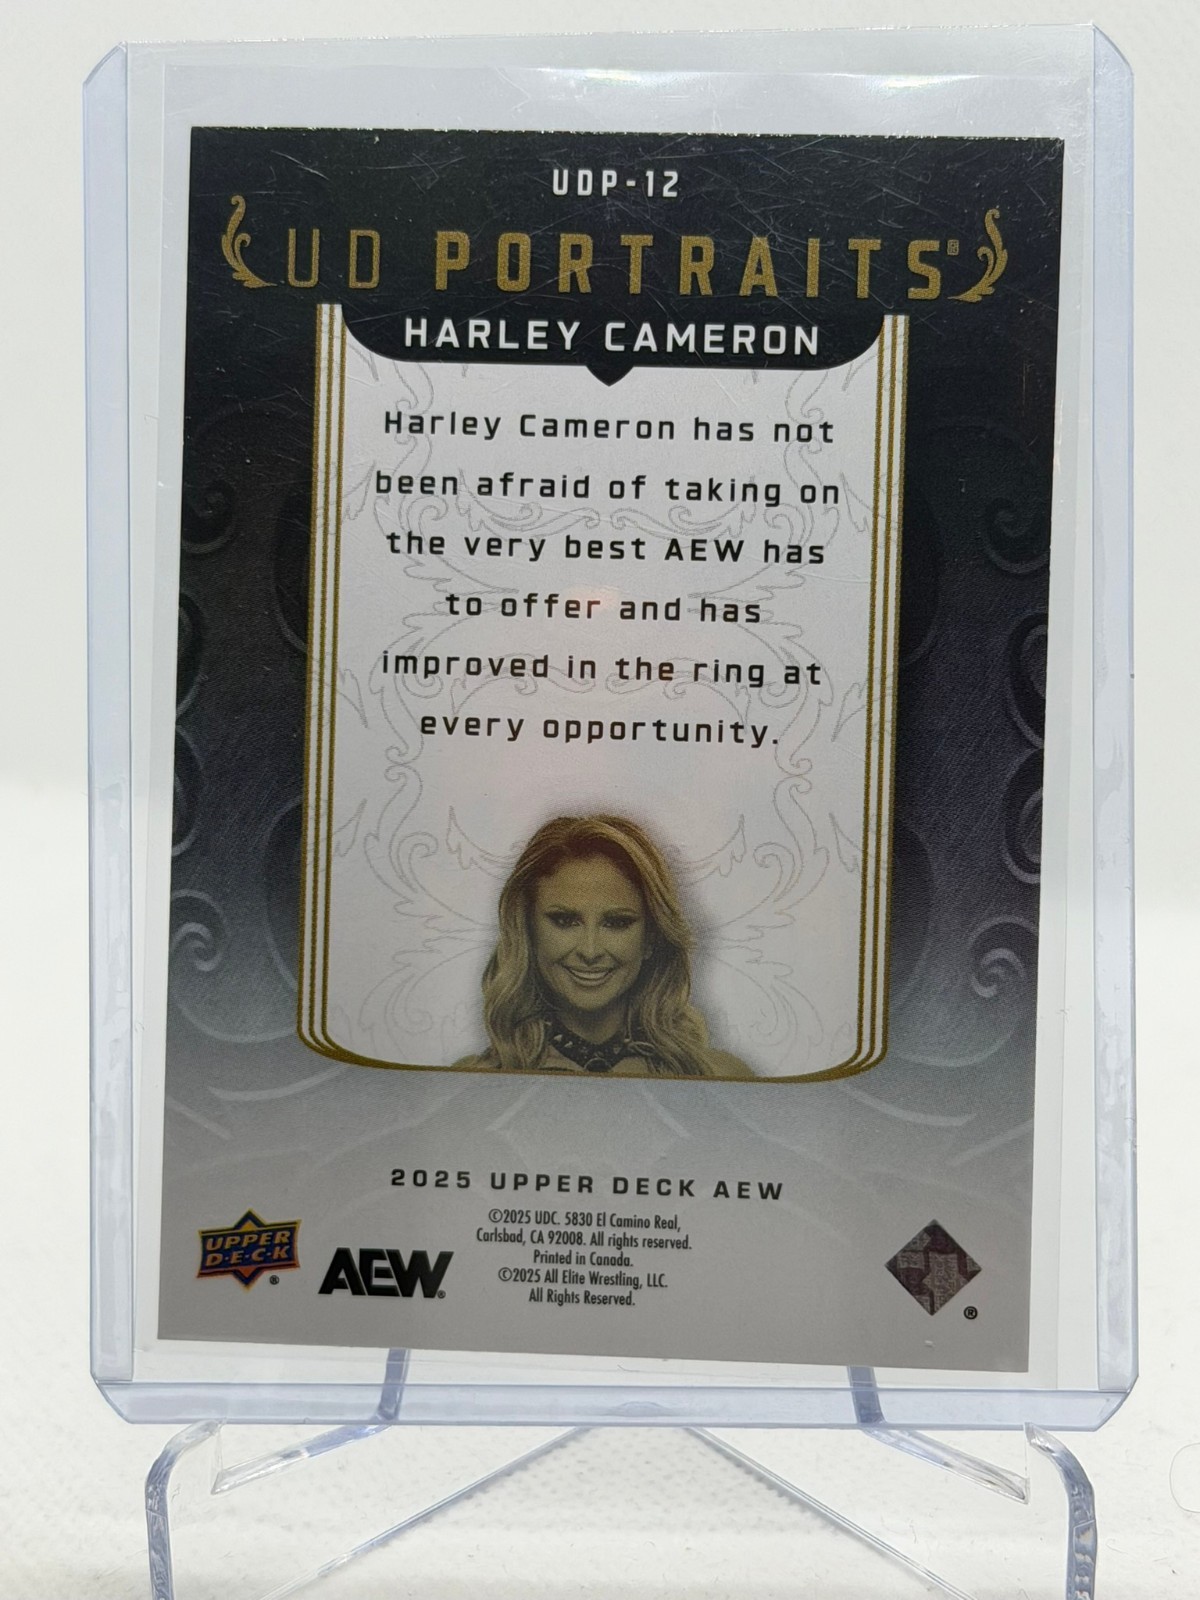 UDP-12
UD PORTRAITS®
HARLEY CAMERON
Harley Cameron has not
been afraid of taking on
the very best AEW has
to offer and has
improved in the ring at
every opportunity.
2025 UPPER DECK AEW
©2025 UDC. 5830 El Camino Real,
Carlsbad, CA 92008. All rights reserved.
Printed in Canada.
©2025 All Elite Wrestling, LLC.
All Rights Reserved.
UPPER
D·E·C·K ®
AEW®
®